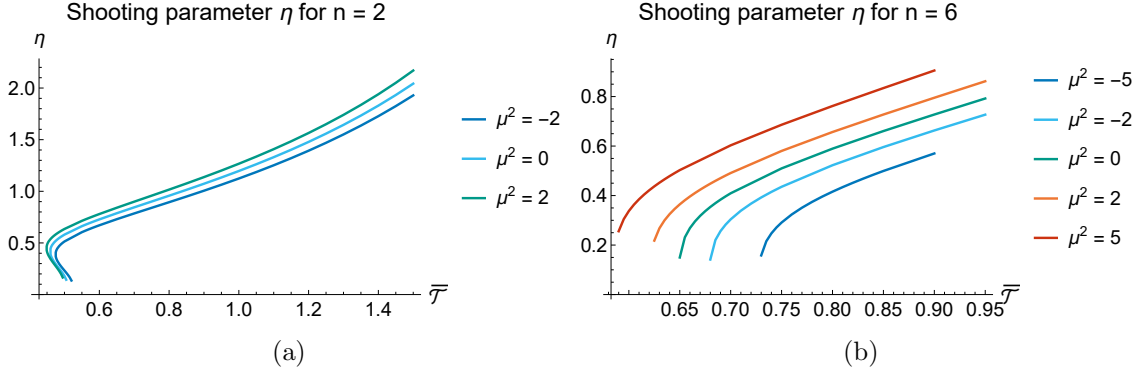 Shooting parameter η for n = 2
η
2.0
1.5
1.0
0.5
0.6 0.8 1.0 1.2 1.4
𝒯̅
μ² = -2
μ² = 0
μ² = 2
(a)
Shooting parameter η for n = 6
η
0.8
0.6
0.4
0.2
0.65 0.70 0.75 0.80 0.85 0.90 0.95
𝒯̅
μ² = -5
μ² = -2
μ² = 0
μ² = 2
μ² = 5
(b)